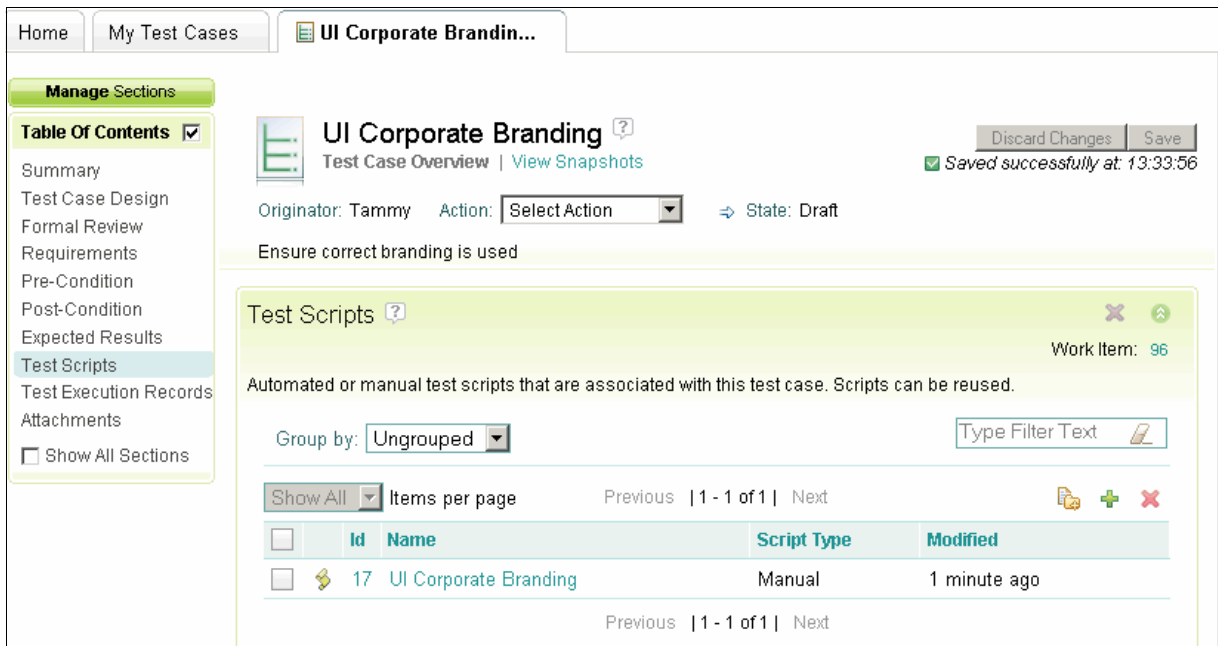 Home My Test Cases UI Corporate Brandin...
Manage Sections
Table Of Contents
Summary
Test Case Design
Formal Review
Requirements
Pre-Condition
Post-Condition
Expected Results
Test Scripts
Test Execution Records
Attachments
Show All Sections
UI Corporate Branding ?
Test Case Overview | View Snapshots
Discard Changes Save
Saved successfully at: 13:33:56
Originator: Tammy Action: Select Action State: Draft
Ensure correct branding is used
Test Scripts ?
Work Item: 96
Automated or manual test scripts that are associated with this test case. Scripts can be reused.
Group by: Ungrouped Type Filter Text
Show All Items per page Previous | 1 - 1 of 1 | Next
Id Name Script Type Modified
17 UI Corporate Branding Manual 1 minute ago
Previous | 1 - 1 of 1 | Next